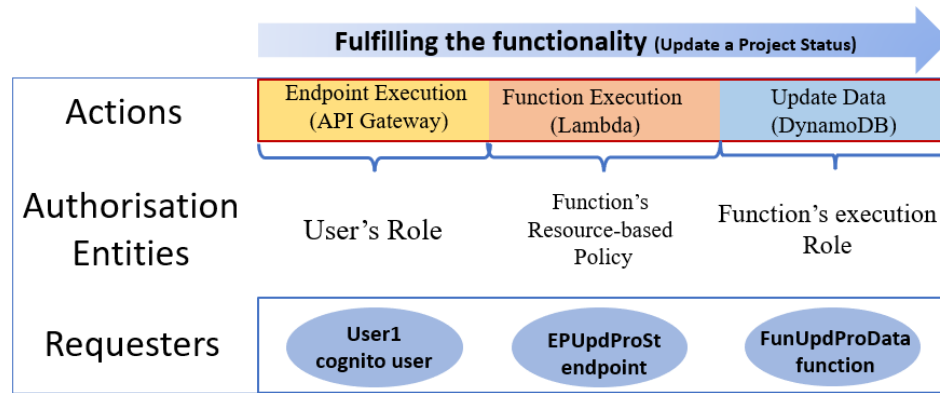 Fulfilling the functionality (Update a Project Status)
Actions
Endpoint Execution
(API Gateway)
Function Execution
(Lambda)
Update Data
(DynamoDB)
Authorisation
Entities
User's Role
Function's
Resource-based
Policy
Function's execution
Role
Requesters
User1
cognito user
EPUpdProSt
endpoint
FunUpdProData
function